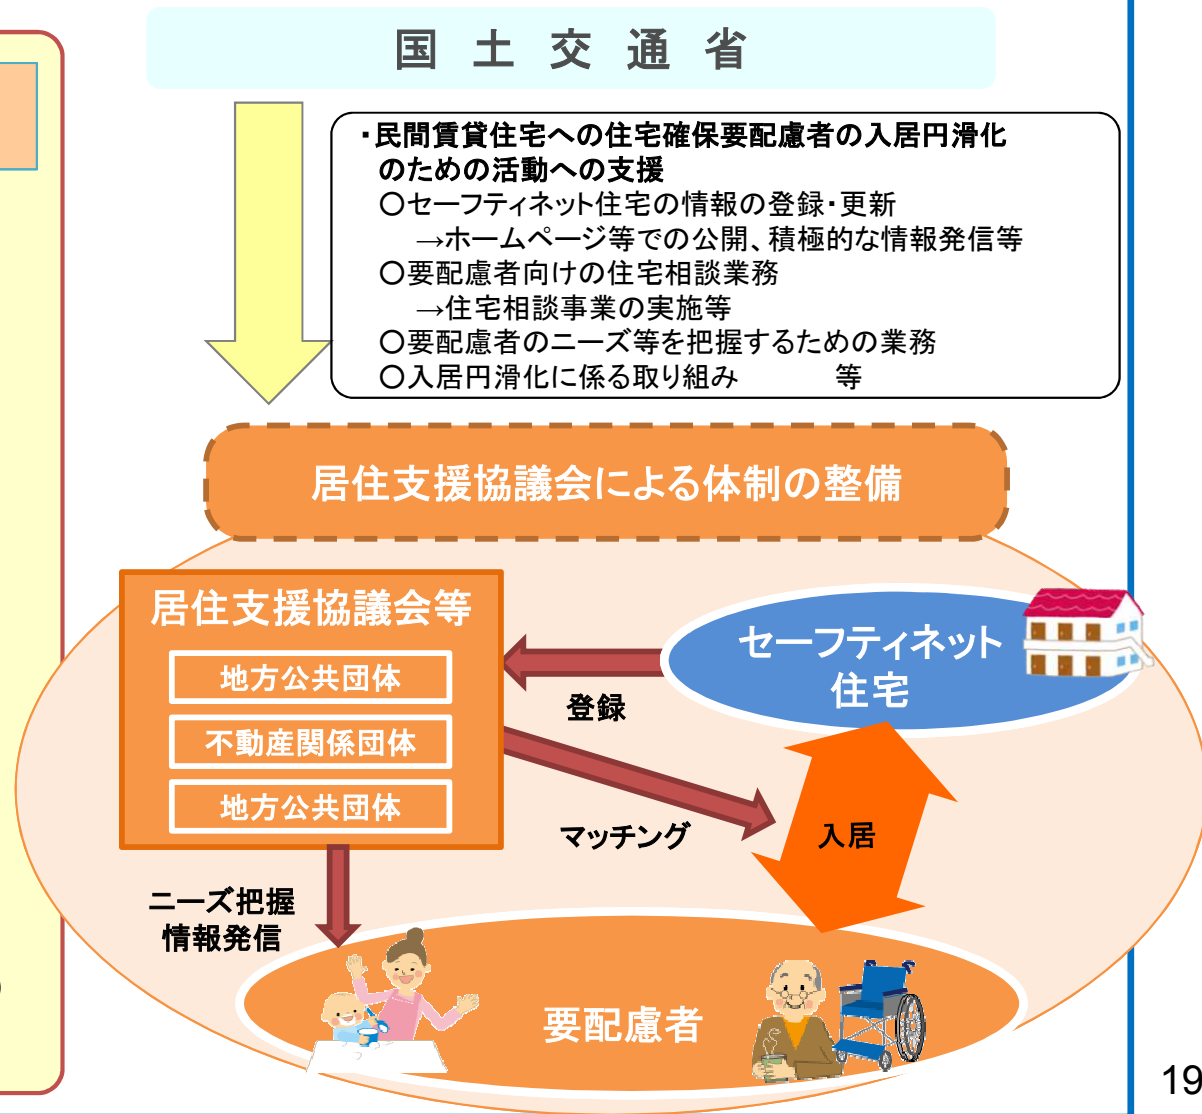 国土交通省
・民間賃貸住宅への住宅確保要配慮者の入居円滑化
のための活動への支援
〇セーフティネット住宅の情報の登録・更新
→ホームページ等での公開、積極的な情報発信等
〇要配慮者向けの住宅相談業務
→住宅相談事業の実施等
〇要配慮者のニーズ等を把握するための業務
〇入居円滑化に係る取り組み 等
居住支援協議会による体制の整備
居住支援協議会等
地方公共団体
不動産関係団体
地方公共団体
セーフティネット
住宅
登録
マッチング
入居
ニーズ把握
情報発信
要配慮者
19